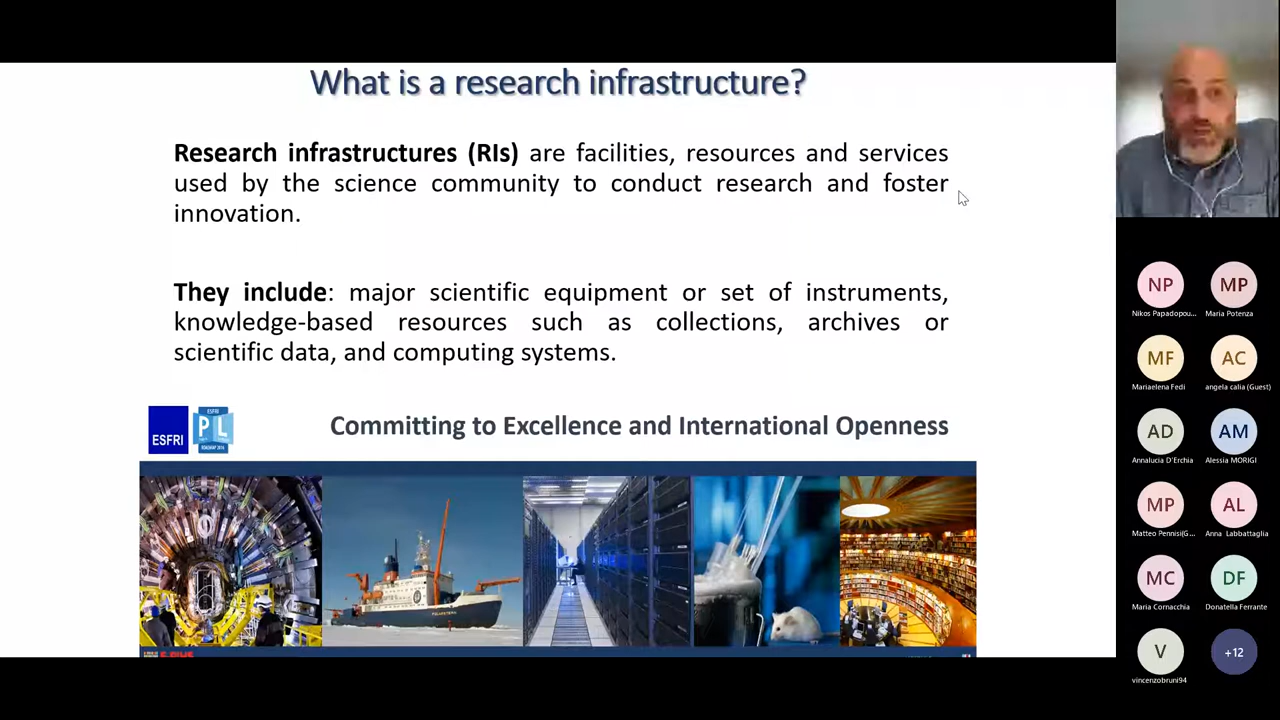 What is a research infrastructure?
Research infrastructures (RIs) are facilities, resources and services
used by the science community to conduct research and foster
innovation.
They include: major scientific equipment or set of instruments,
knowledge-based resources such as collections, archives or
scientific data, and computing systems.
ESFRI
ESFRI
P L
ROADMAP 2016
Committing to Excellence and International Openness
POLARSTERN
NP
MP
Nikos Papadopou...
Maria Potenza
MF
AC
Mariaelena Fedi
angela calia (Guest)
AD
AM
Annalucia D'Erchia
Alessia MORIGI
MP
AL
Matteo Pennisi(G...
Anna Labbattaglia
MC
DF
Maria Cornacchia
Donatella Ferrante
V
+12
vincenzobruni94